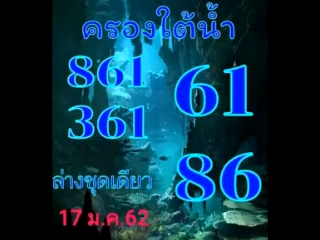 ครองใต้น้ำ
861 61
361
ล่างชุดเดียว 86
17 ม.ค.62